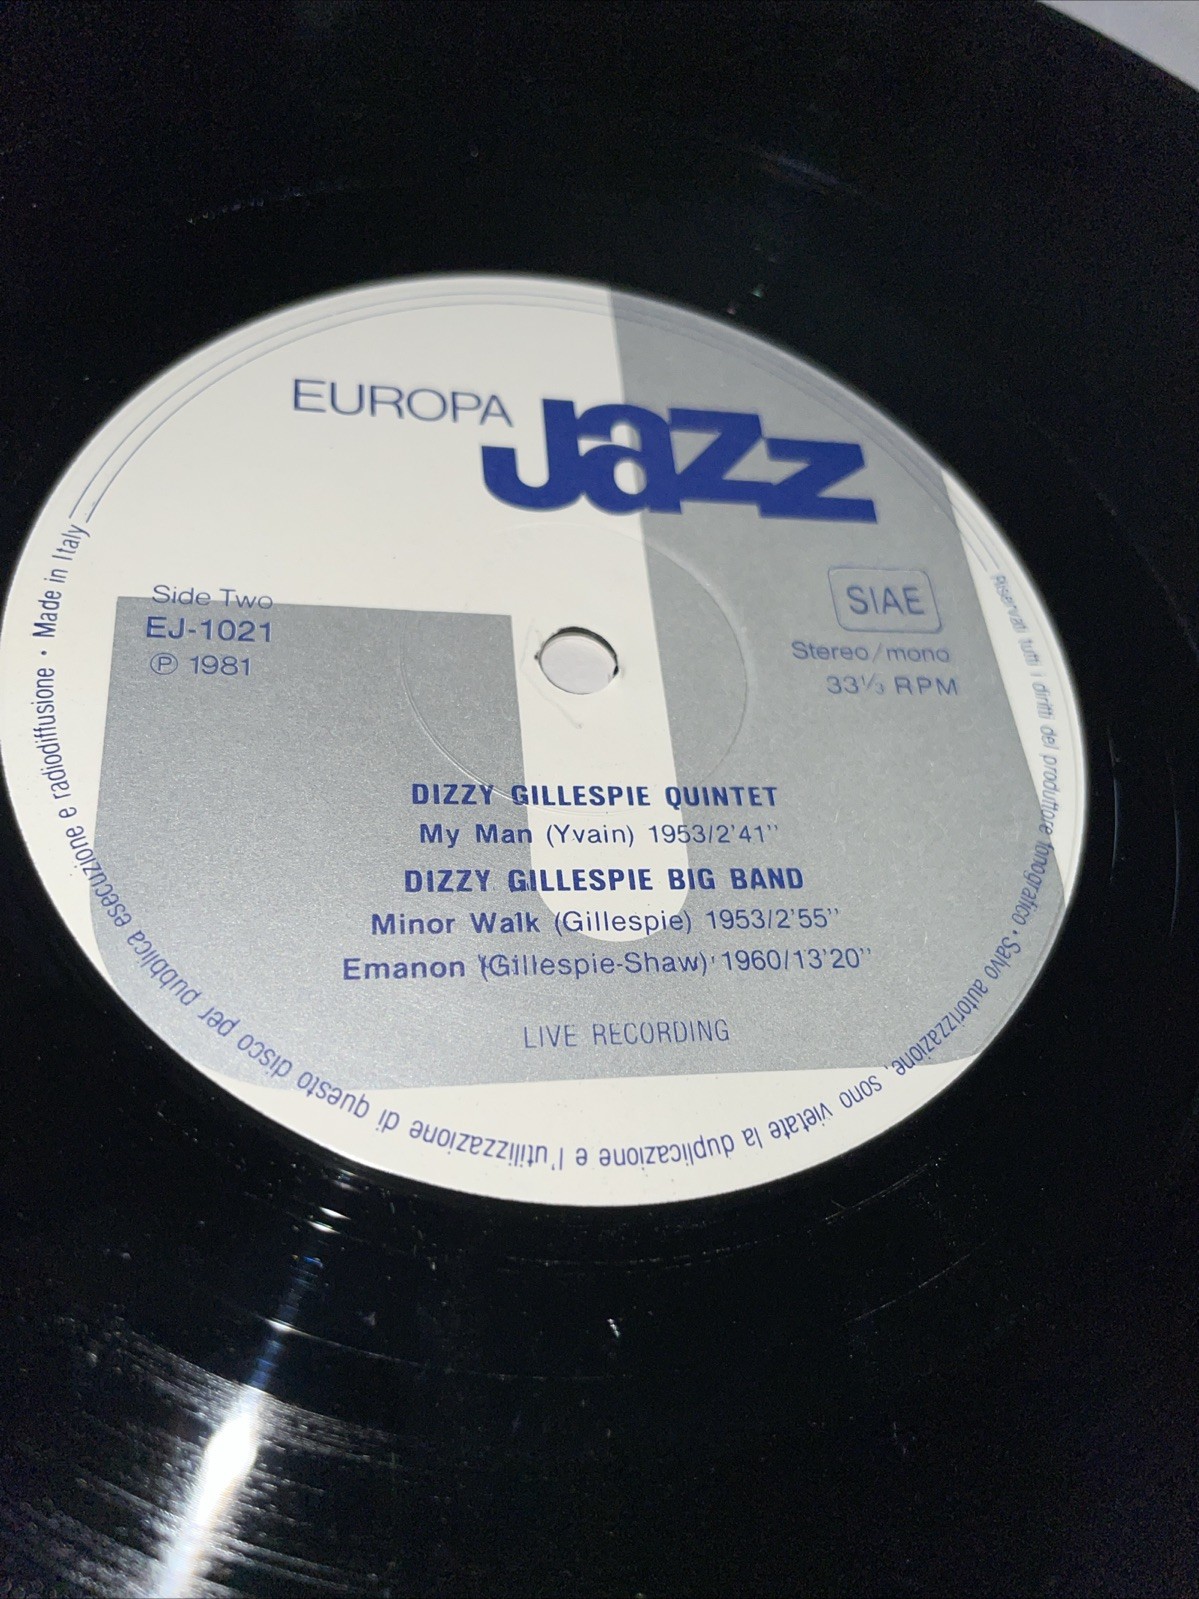 EUROPA Jazz
Side Two
EJ-1021
Ⓟ 1981
SIAE
Stereo/mono
33⅓ RPM
DIZZY GILLESPIE QUINTET
My Man (Yvain) 1953/2'41"
DIZZY GILLESPIE BIG BAND
Minor Walk (Gillespie) 1953/2'55"
Emanon (Gillespie-Shaw) 1960/13'20"
LIVE RECORDING
Riservati tutti i diritti del produttore fonografico • Salvo autorizzazione, sono vietate la duplicazione e l'utilizzazione di questo disco per pubblica esecuzione e radiodiffusione • Made in Italy